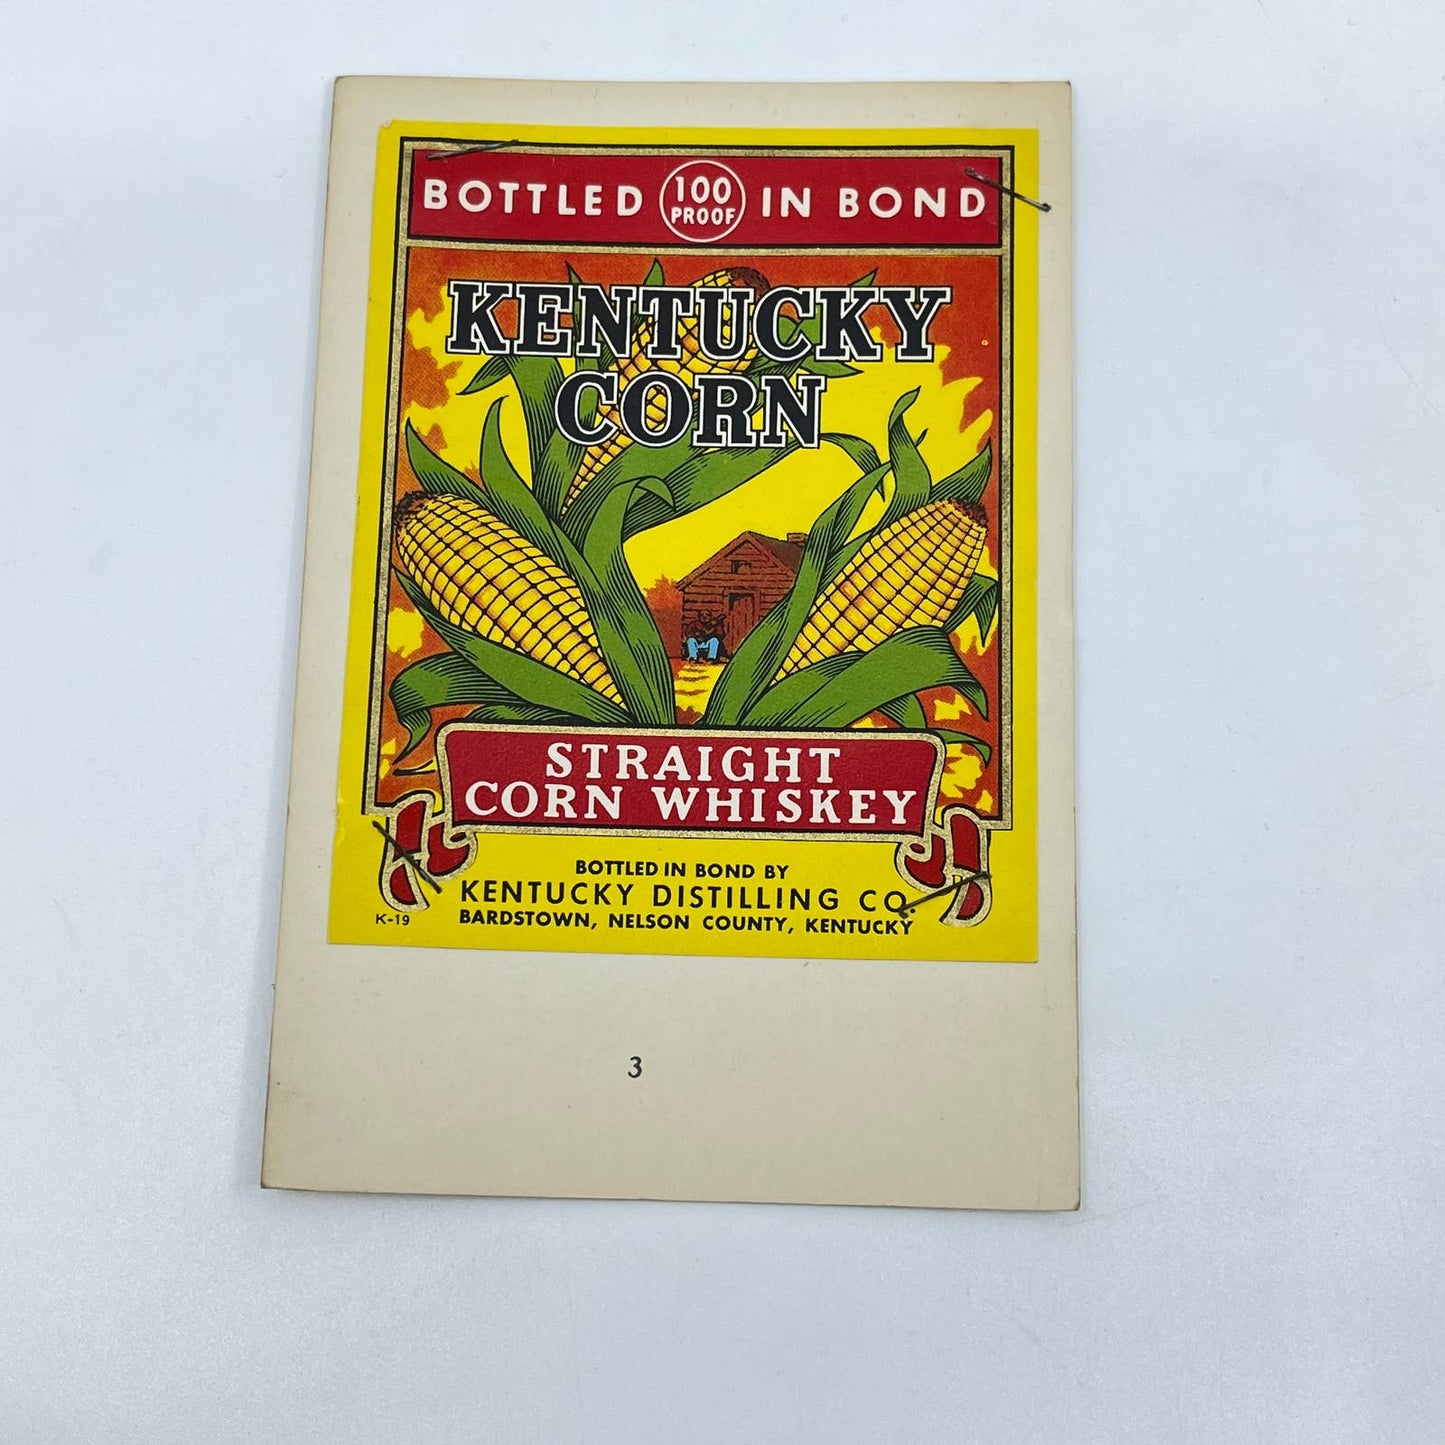 BOTTLED 100 PROOF IN BOND
KENTUCKY
CORN
STRAIGHT
CORN WHISKEY
BOTTLED IN BOND BY
KENTUCKY DISTILLING CO.
K-19 BARDSTOWN, NELSON COUNTY, KENTUCKY
3